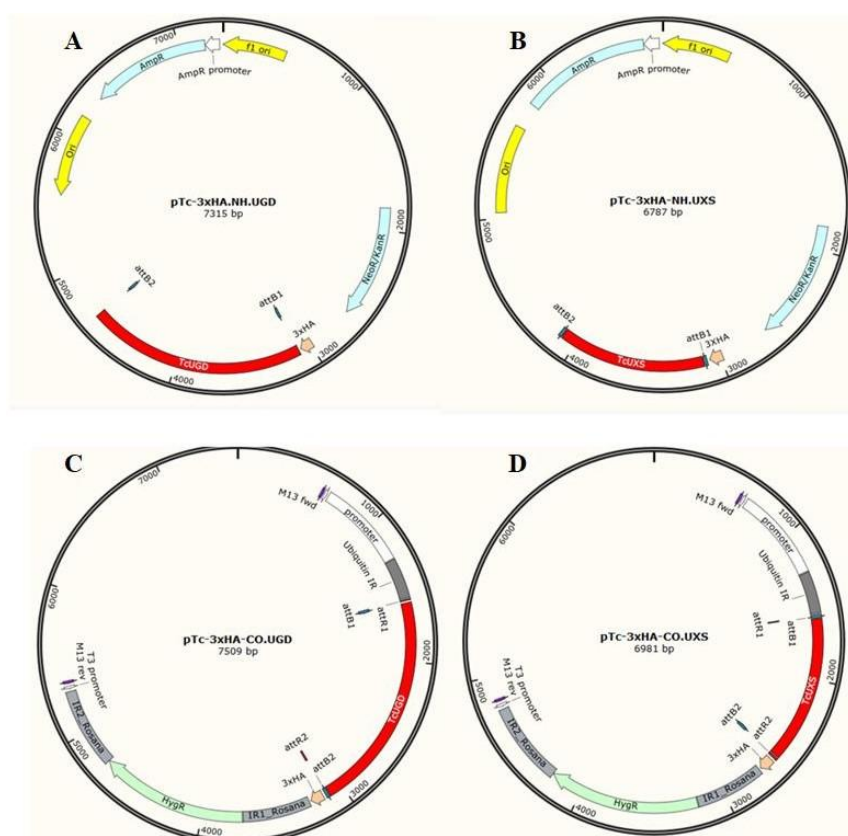 A
7000
f1 ori
AmpR
AmpR promoter
1000
6000
Ori
pTc-3xHA.NH.UGD
7315 bp
2000
NeoR/KanR
5000
attB2
attB1
3xHA
3000
TcUGD
4000
B
f1 ori
AmpR
AmpR promoter
6000
1000
Ori
pTc-3xHA-NH.UXS
6787 bp
5000
2000
NeoR/KanR
attB2
attB1
3XHA
4000
TcUXS
3000
C
7000
M13 fwd
1000
promoter
Ubiquitin IR
6000
attB1
attR1
pTc-3xHA-CO.UGD
7509 bp
2000
T3 promoter
M13 rev
TcUGD
IR2_Rosana
5000
attR2
attB2
3xHA
HygR
IR1_Rosana
3000
4000
D
M13 fwd
1000
promoter
6000
Ubiquitin IR
attR1
attB1
pTc-3xHA-CO.UXS
6981 bp
2000
5000
T3 promoter
M13 rev
TcUXS
IR2_Rosana
attB2
attR2
3xHA
HygR
IR1_Rosana
3000
4000